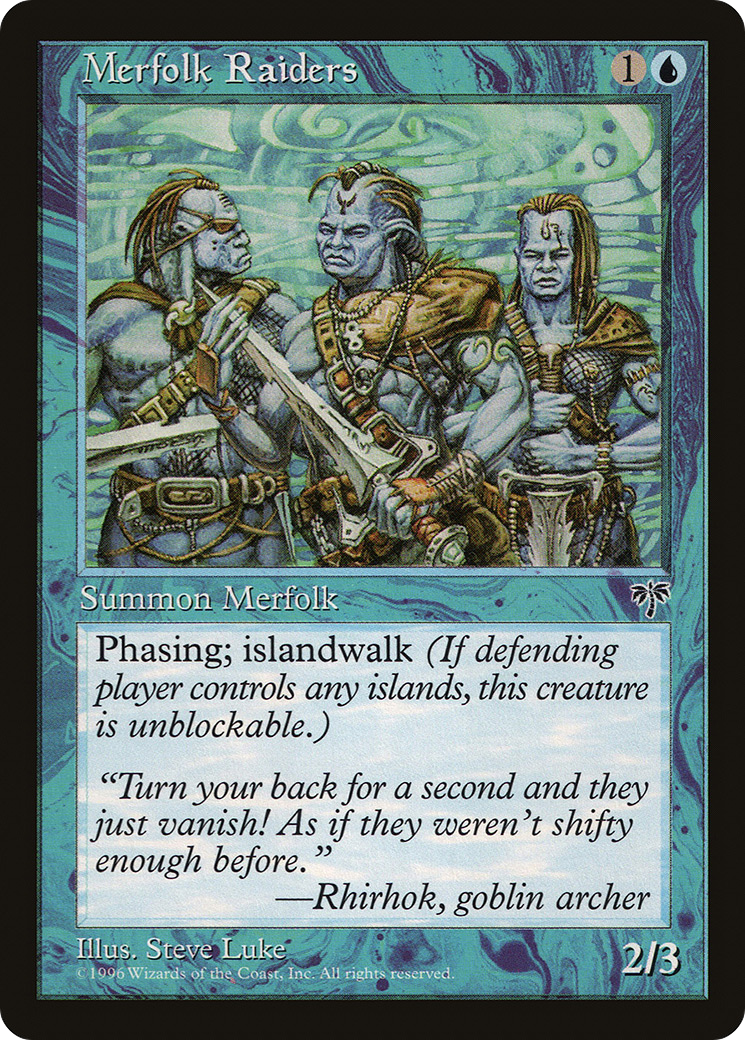 Merfolk Raiders 1
Summon Merfolk
Phasing; islandwalk (If defending
player controls any islands, this creature
is unblockable.)
“Turn your back for a second and they
just vanish! As if they weren’t shifty
enough before.”
—Rhirhok, goblin archer
Illus. Steve Luke
©1996 Wizards of the Coast, Inc. All rights reserved.
2/3